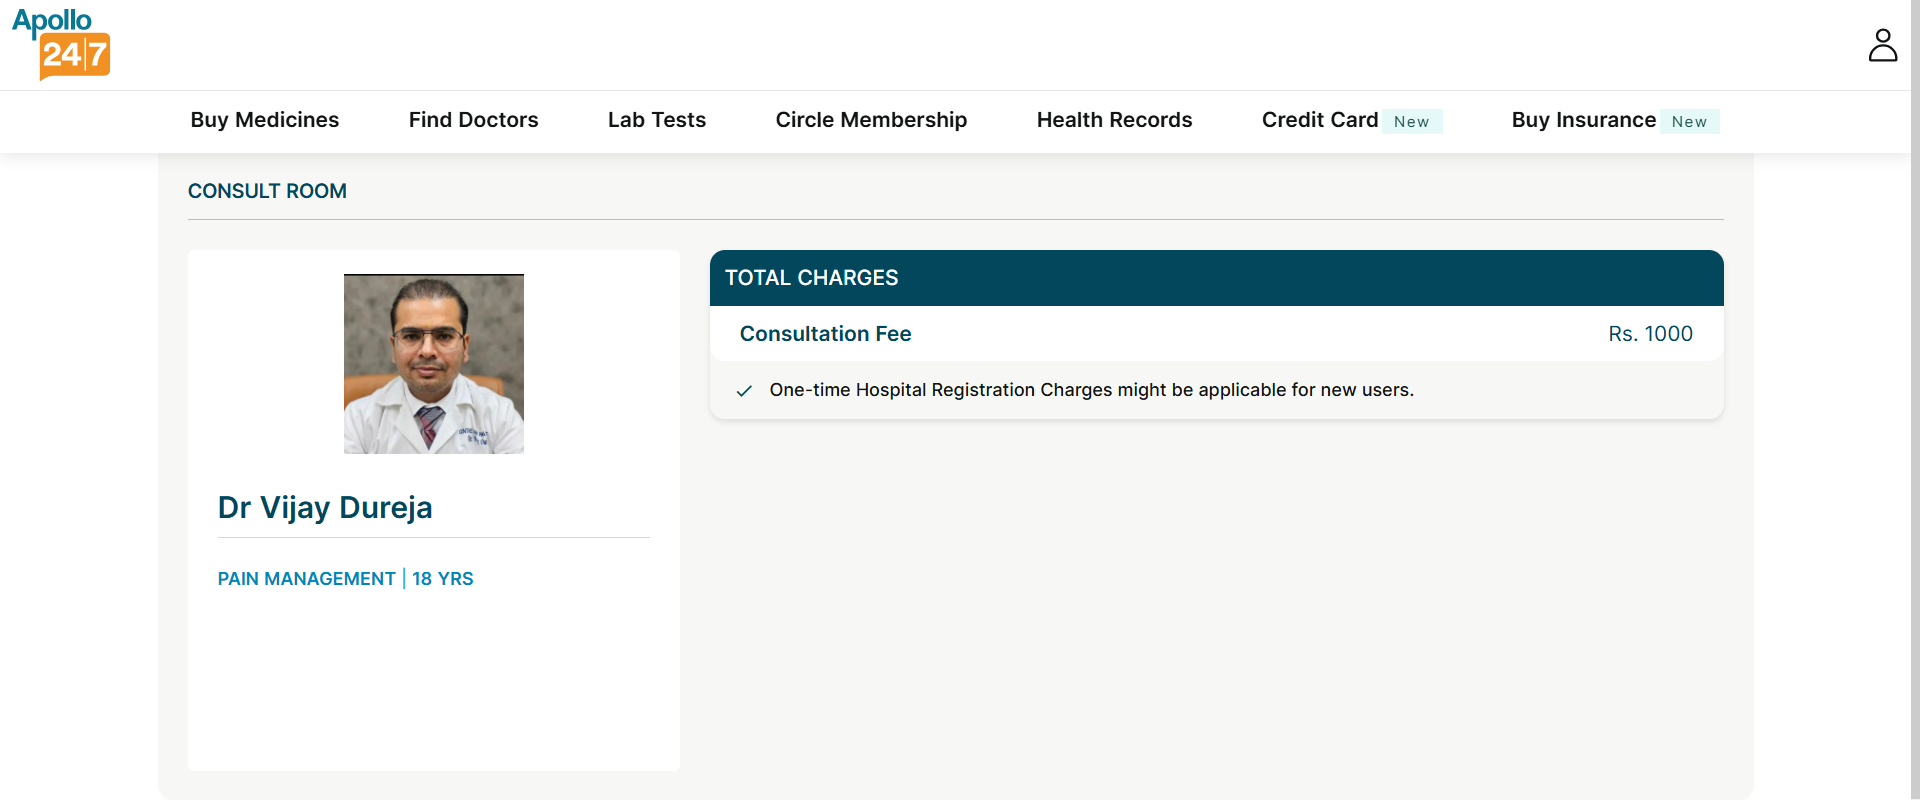 Apollo
24|7
Buy Medicines
Find Doctors
Lab Tests
Circle Membership
Health Records
Credit Card New
Buy Insurance New
CONSULT ROOM
Dr Vijay Dureja
PAIN MANAGEMENT | 18 YRS
TOTAL CHARGES
Consultation Fee Rs. 1000
One-time Hospital Registration Charges might be applicable for new users.